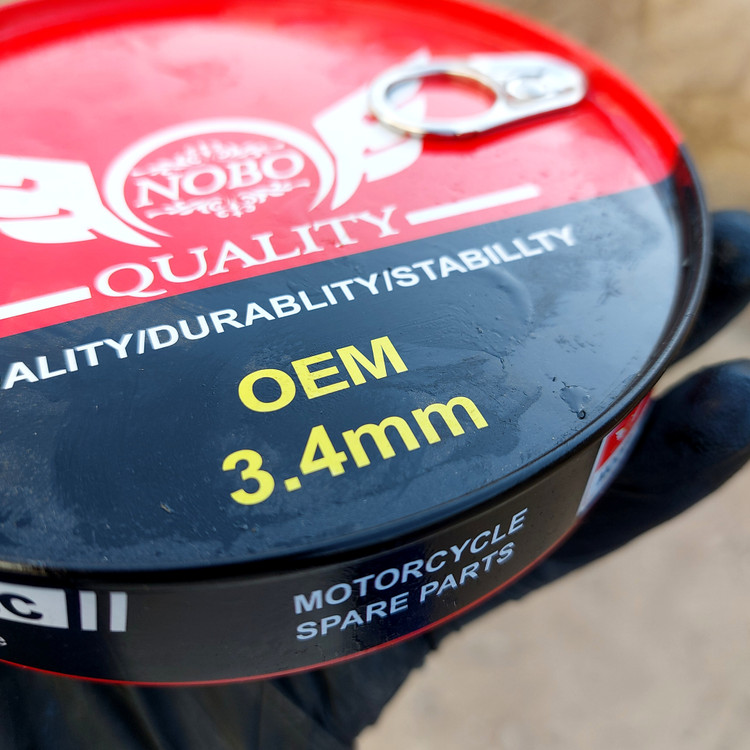 NOBO
QUALITY
ALITY/DURABLITY/STABILLTY
OEM
3.4mm
MOTORCYCLE
SPARE PARTS
C